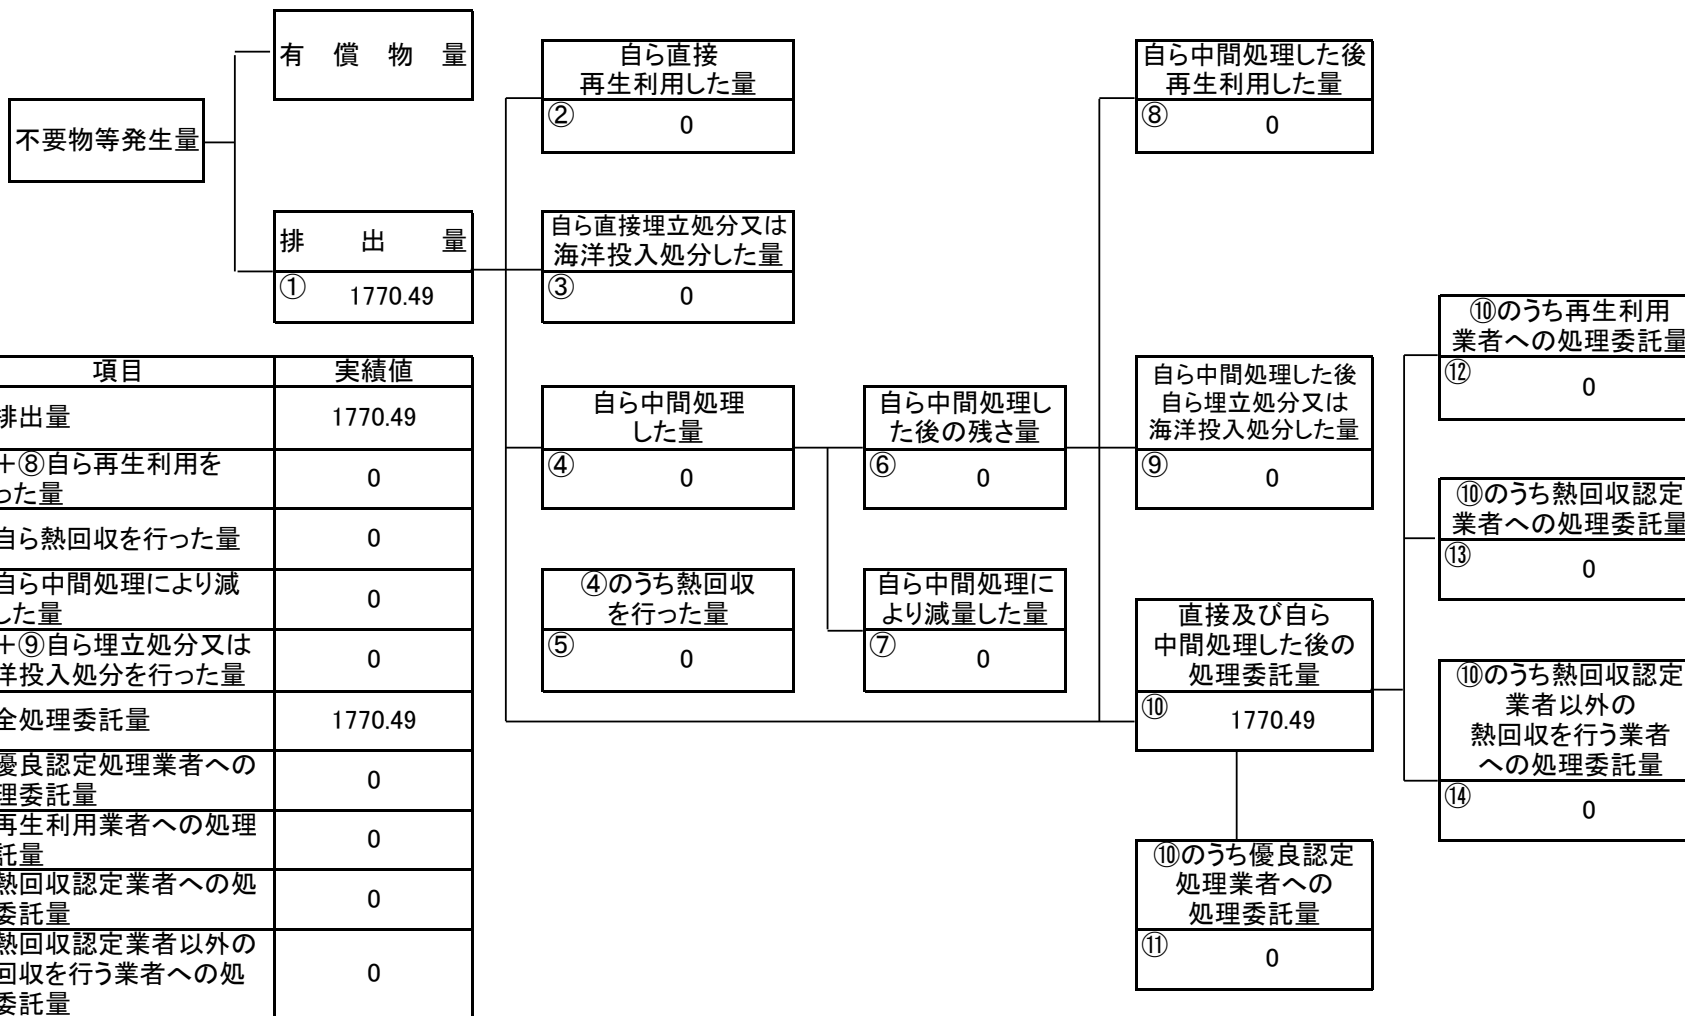 不要物等発生量
有償物量
排出量
① 1770.49
自ら直接
再生利用した量
② 0
自ら直接埋立処分又は
海洋投入処分した量
③ 0
自ら中間処理
した量
④ 0
④のうち熱回収
を行った量
⑤ 0
自ら中間処理し
た後の残さ量
⑥ 0
自ら中間処理に
より減量した量
⑦ 0
自ら中間処理した後
再生利用した量
⑧ 0
自ら中間処理した後
自ら埋立処分又は
海洋投入処分した量
⑨ 0
直接及び自ら
中間処理した後の
処理委託量
⑩ 1770.49
⑩のうち優良認定
処理業者への
処理委託量
⑪ 0
⑩のうち再生利用
業者への処理委託量
⑫ 0
⑩のうち熱回収認定
業者への処理委託量
⑬ 0
⑩のうち熱回収認定
業者以外の
熱回収を行う業者
への処理委託量
⑭ 0
項目 実績値
排出量 1770.49
+⑧自ら再生利用を
った量 0
自ら熱回収を行った量 0
自ら中間処理により減
した量 0
+⑨自ら埋立処分又は
洋投入処分を行った量 0
全処理委託量 1770.49
優良認定処理業者への
理委託量 0
再生利用業者への処理
託量 0
熱回収認定業者への処
委託量 0
熱回収認定業者以外の
回収を行う業者への処
委託量 0